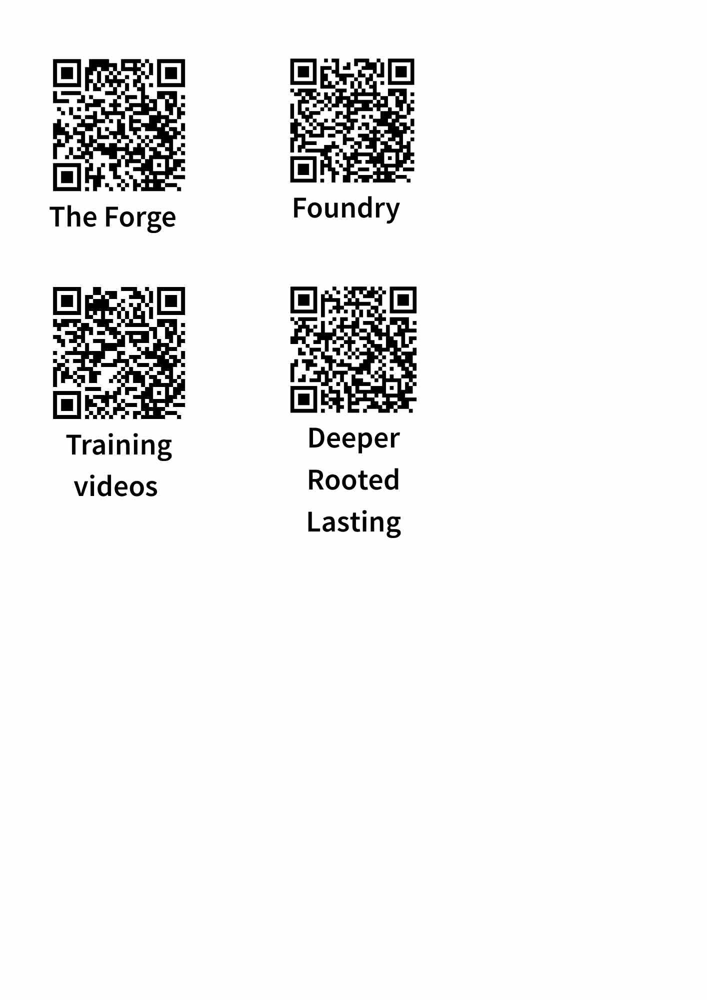 The Forge
Foundry
Training
videos
Deeper
Rooted
Lasting